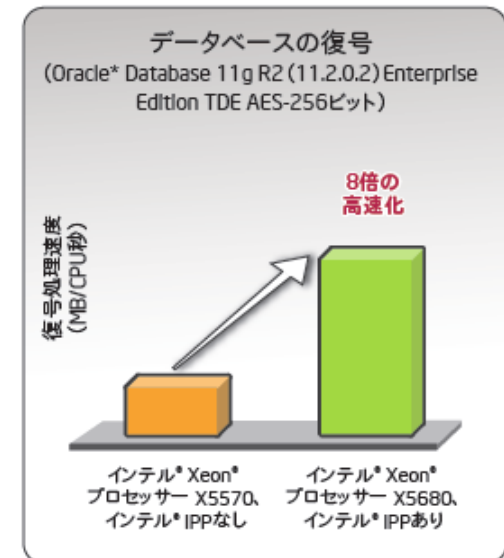 データベースの復号
(Oracle* Database 11g R2 (11.2.0.2) Enterprise
Edition TDE AES-256ビット)
8倍の
高速化
復号処理速度
(MB/CPU秒)
インテル® Xeon®
プロセッサー X5570、
インテル® IPPなし
インテル® Xeon®
プロセッサー X5680、
インテル® IPPあり